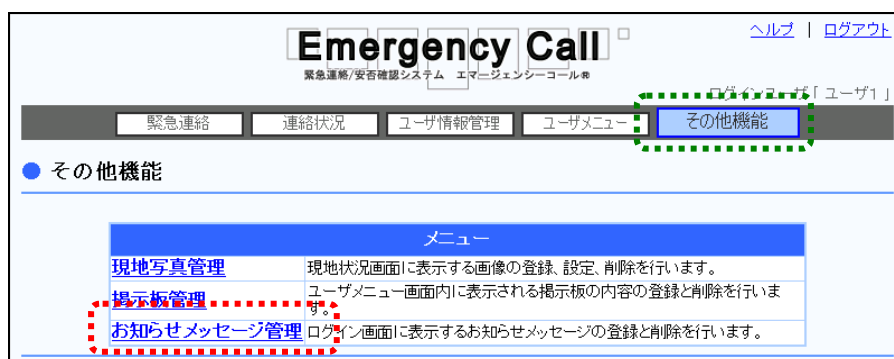 ヘルプ | ログアウト
Emergency Call
緊急連絡/安否確認システム エマージェンシーコール®
ログインユーザ「 ユーザ1 」
緊急連絡 連絡状況 ユーザ情報管理 ユーザメニュー その他機能
● その他機能
メニュー
現地写真管理 現地状況画面に表示する画像の登録、設定、削除を行います。
掲示板管理 ユーザメニュー画面内に表示される掲示板の内容の登録と削除を行いま
す。
お知らせメッセージ管理 ログイン画面に表示するお知らせメッセージの登録と削除を行います。